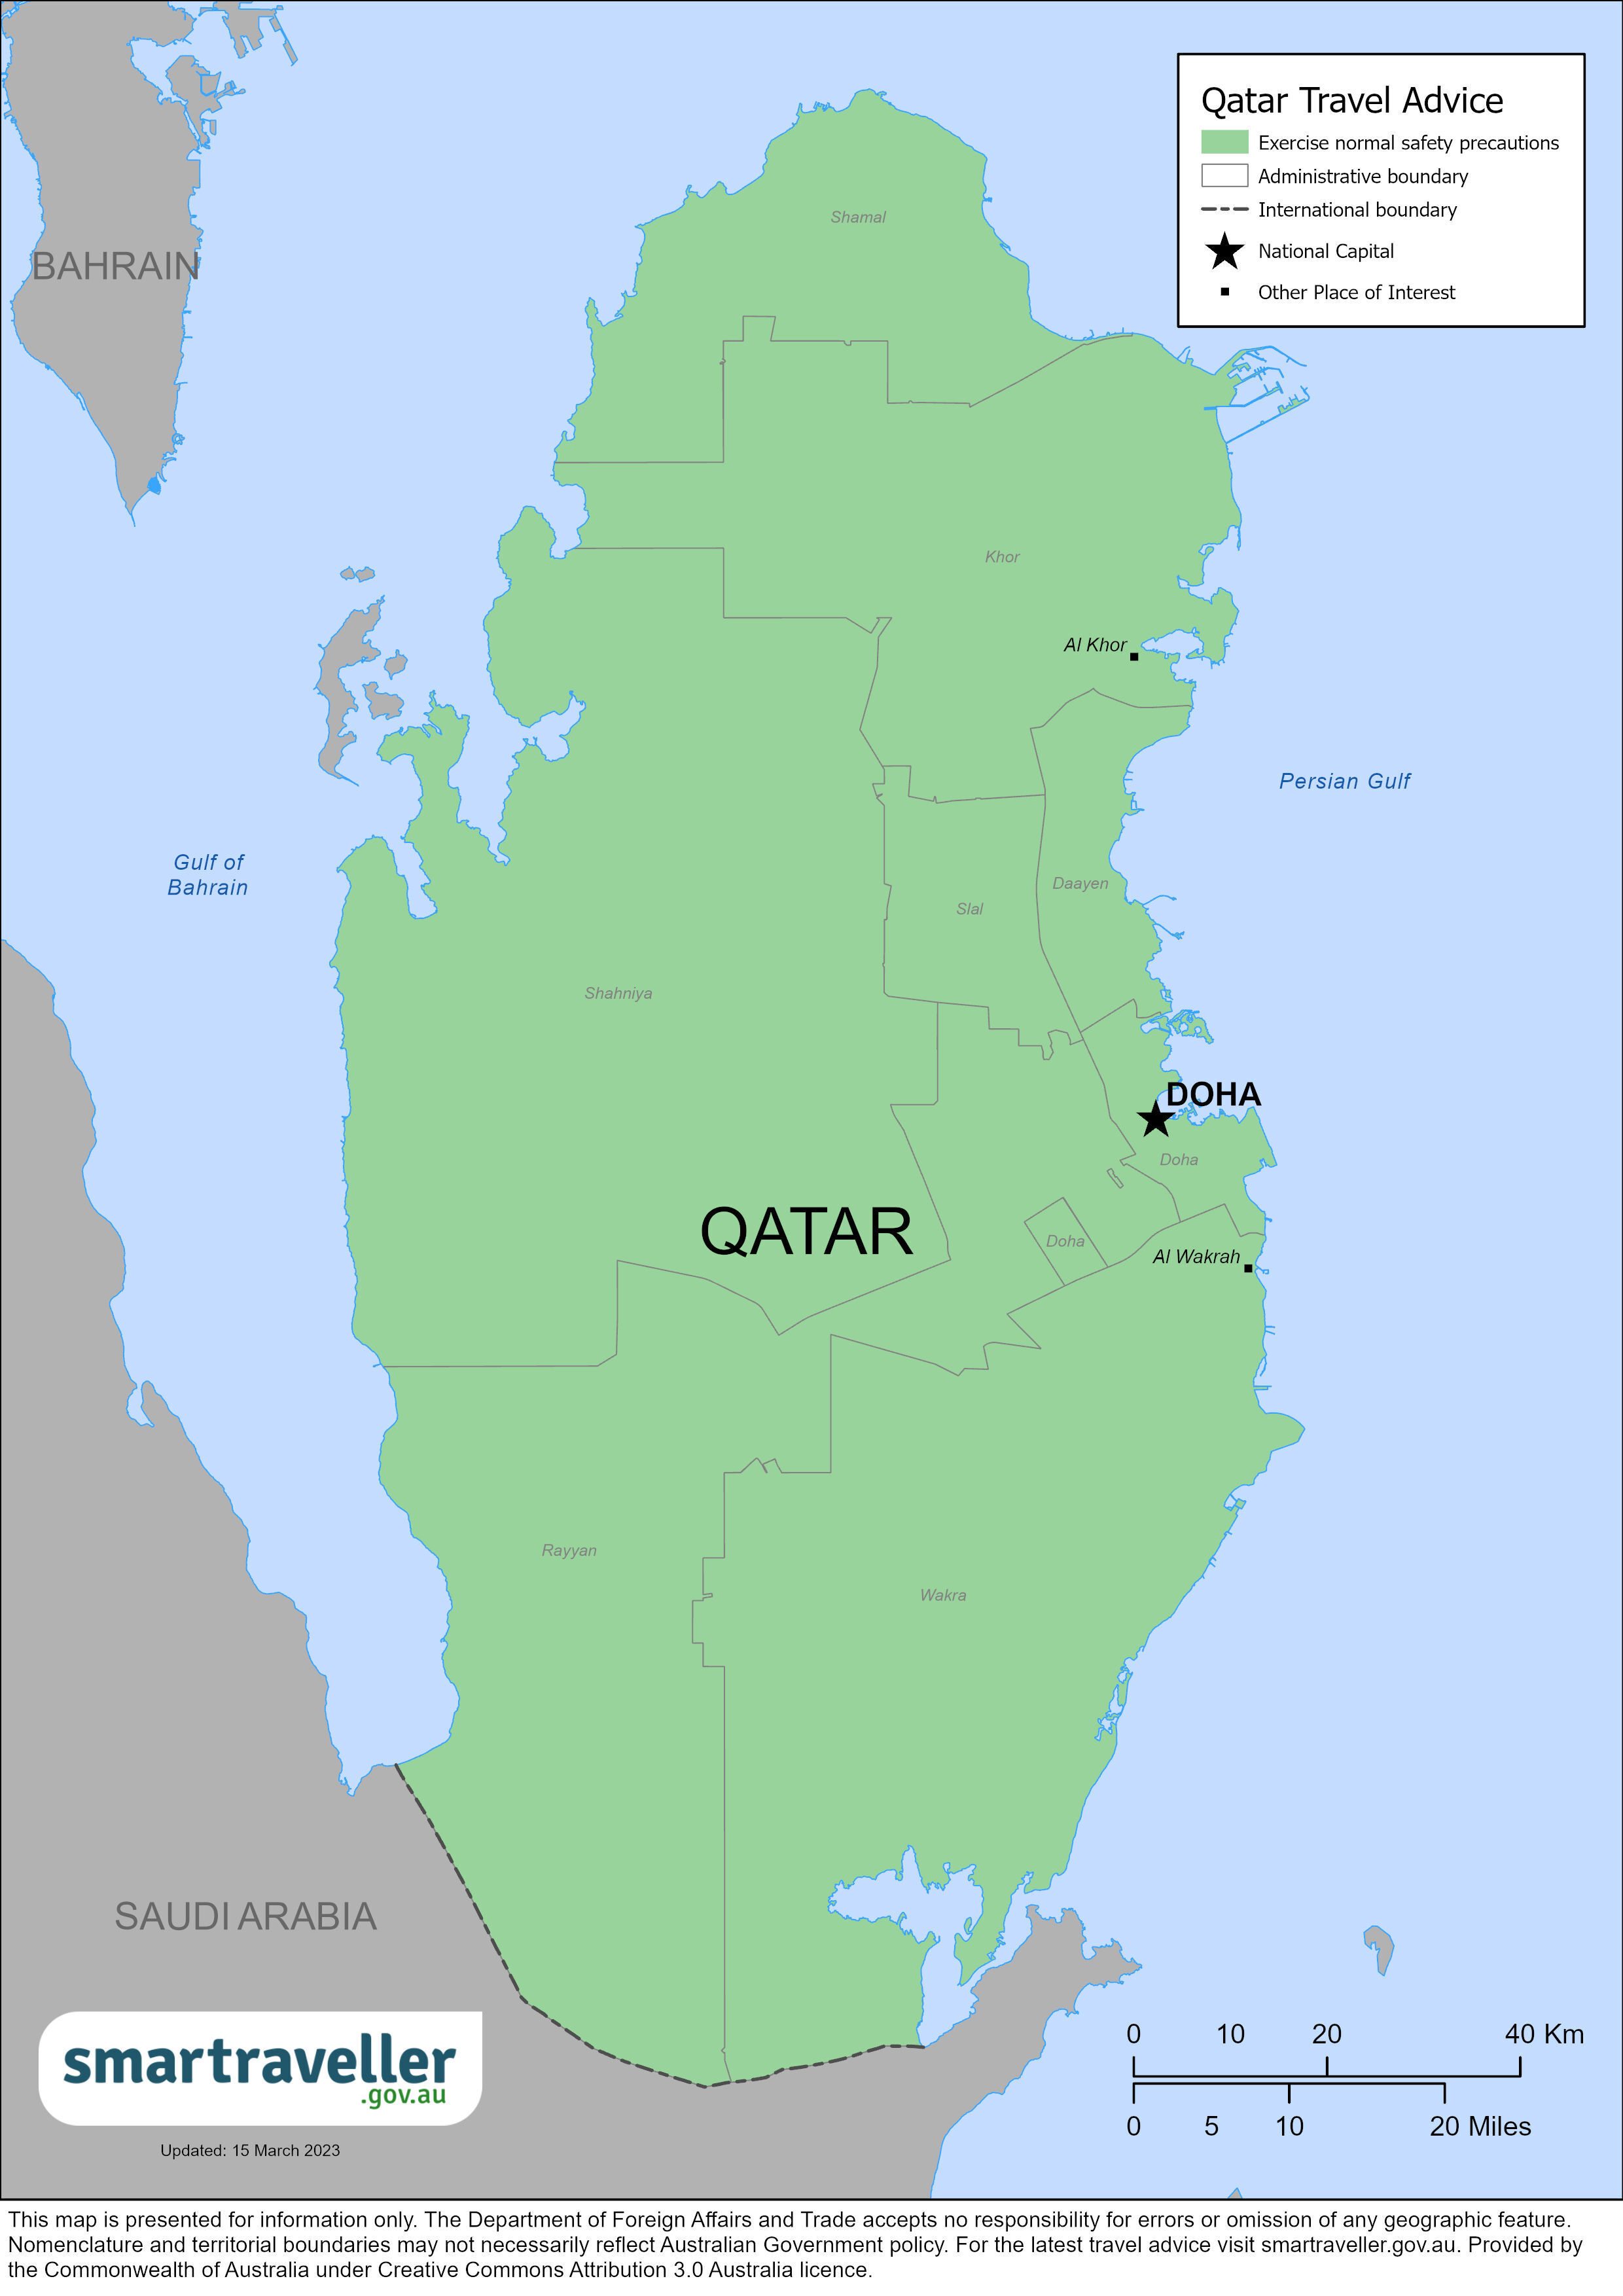 Qatar Travel Advice
Exercise normal safety precautions
Administrative boundary
International boundary
National Capital
Other Place of Interest
Shamal
BAHRAIN
Khor
Al Khor
Persian Gulf
Gulf of
Bahrain
Daayen
Slal
Shahniya
DOHA
Doha
QATAR
Doha
Al Wakrah
Rayyan
Wakra
SAUDI ARABIA
0 10 20 40 Km
0 5 10 20 Miles
smartraveller
.gov.au
Updated: 15 March 2023
This map is presented for information only. The Department of Foreign Affairs and Trade accepts no responsibility for errors or omission of any geographic feature.
Nomenclature and territorial boundaries may not necessarily reflect Australian Government policy. For the latest travel advice visit smartraveller.gov.au. Provided by
the Commonwealth of Australia under Creative Commons Attribution 3.0 Australia licence.